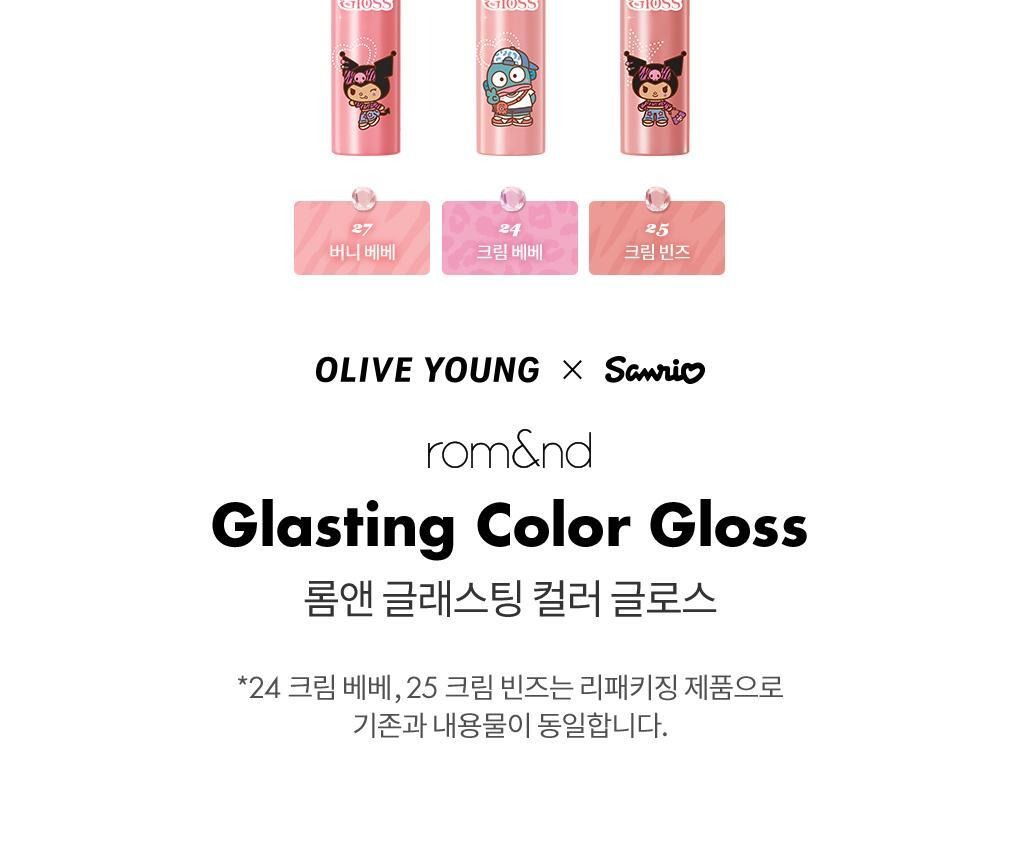 GLOSS GLOSS GLOSS
27 24 25
버니 베베 크림 베베 크림 빈즈
OLIVE YOUNG × Sanrio
rom&nd
Glasting Color Gloss
롬앤 글래스팅 컬러 글로스
*24 크림 베베, 25 크림 빈즈는 리패키징 제품으로
기존과 내용물이 동일합니다.